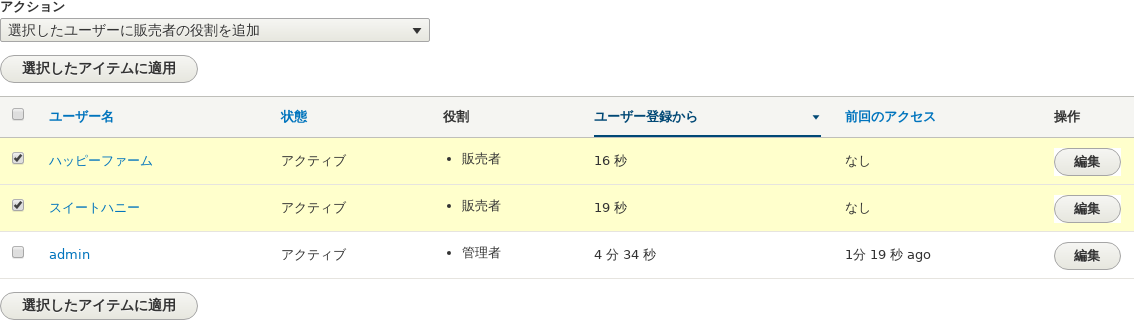 アクション
選択したユーザーに販売者の役割を追加
選択したアイテムに適用
ユーザー名 状態 役割 ユーザー登録から 前回のアクセス 操作
ハッピーファーム アクティブ • 販売者 16 秒 なし 編集
スイートハニー アクティブ • 販売者 19 秒 なし 編集
admin アクティブ • 管理者 4 分 34 秒 1分 19 秒 ago 編集
選択したアイテムに適用